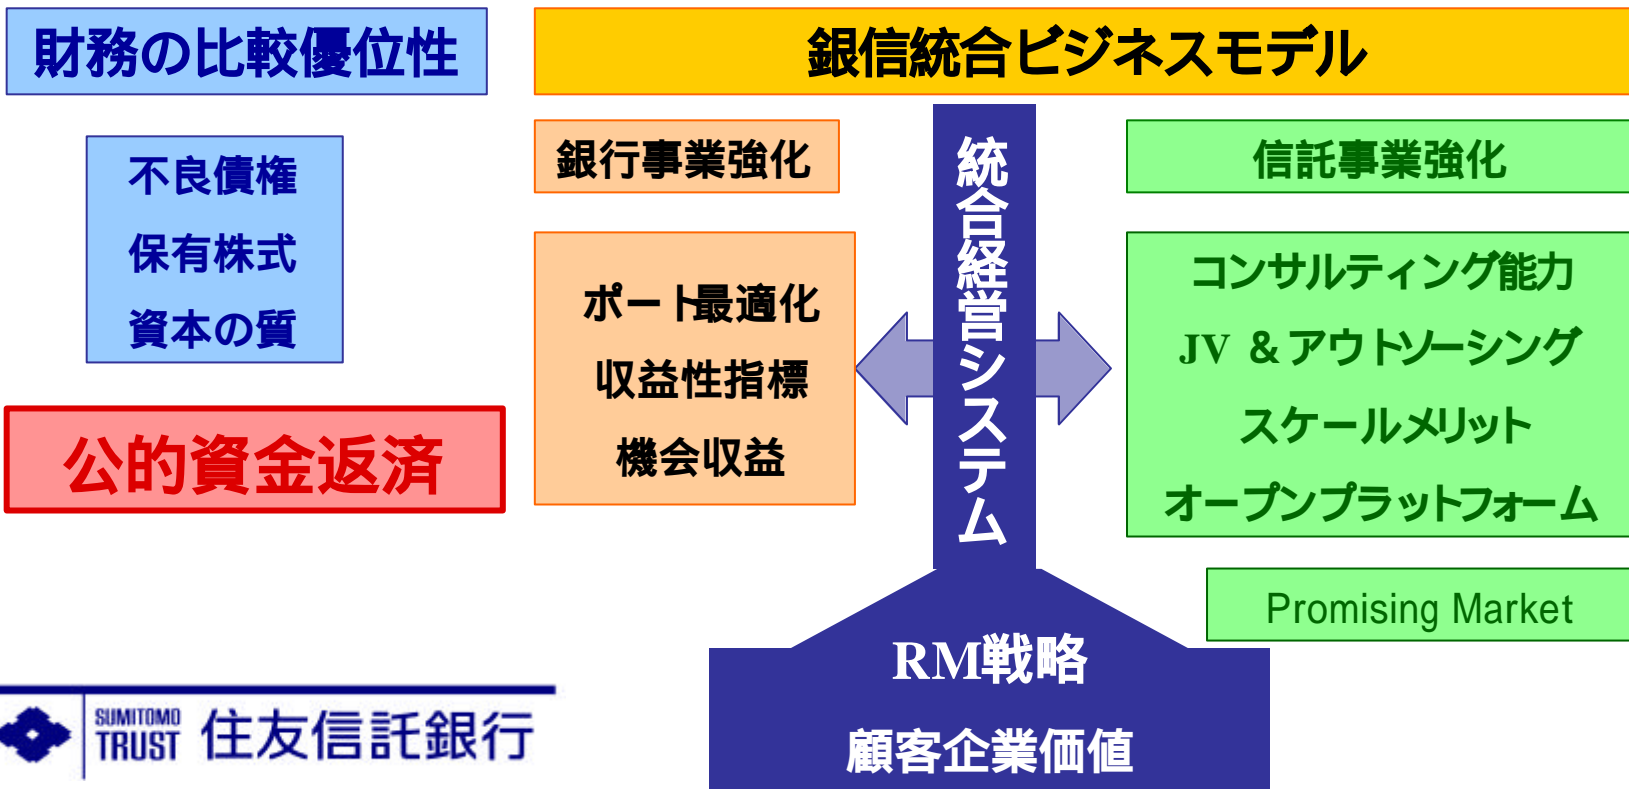 財務の比較優位性
不良債権
保有株式
資本の質
公的資金返済
銀信統合ビジネスモデル
銀行事業強化
ポート最適化
収益性指標
機会収益
統合経営システム
信託事業強化
コンサルティング能力
JV &アウトソーシング
スケールメリット
オープンプラットフォーム
Promising Market
RM戦略
顧客企業価値
SUMITOMO
TRUST
住友信託銀行